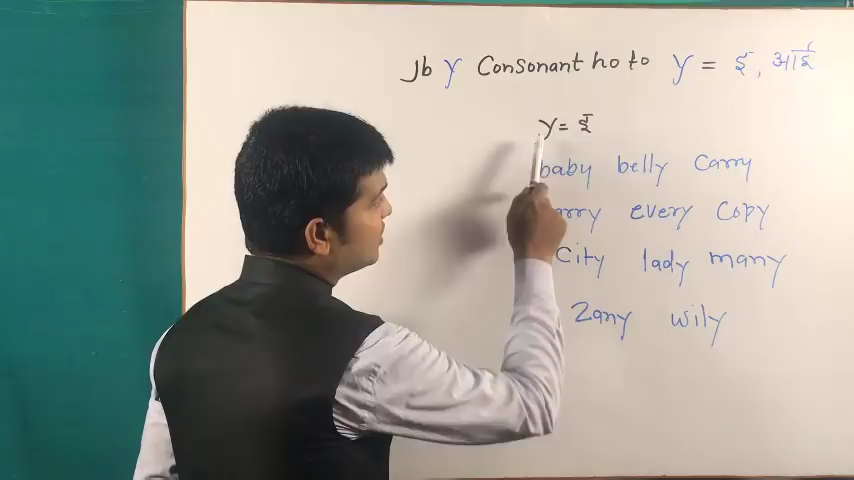 Jb y Consonant ho to y = ई, आई
y = ई
baby belly Carry
every Copy
City lady many
Zany wily